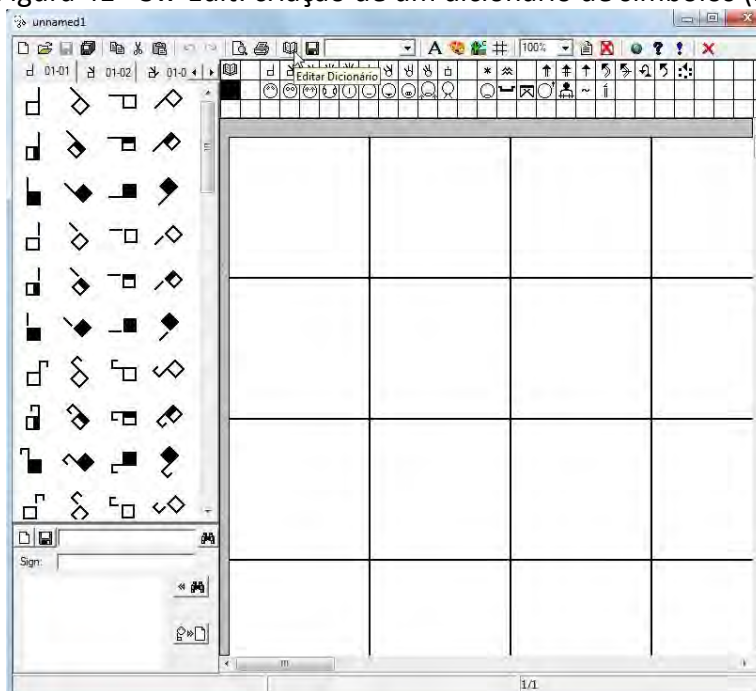 Figura 41 - SW-Edit: criação de um dicionário de símbolos (
unnamed1
100%
01-01 01-02 01-0
Editar Dicionário
Sign:
1/1